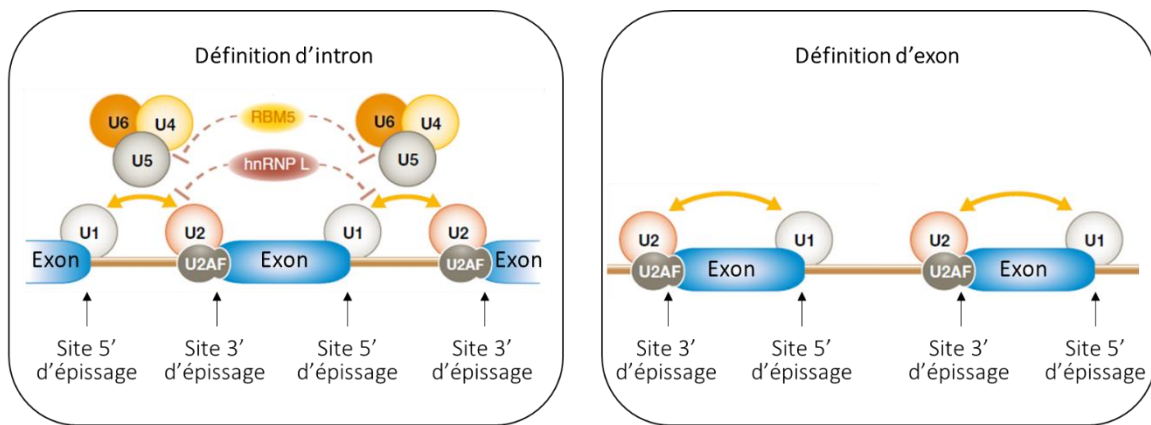 Définition d’intron
U6
U4
RBM5
U6
U4
U5
hnRNP L
U5
U1
U2
U1
U2
Exon
U2AF
Exon
U2AF
Exon
Site 5’
d’épissage
Site 3’
d’épissage
Site 5’
d’épissage
Site 3’
d’épissage
Définition d’exon
U2
U1
U2
U1
U2AF
Exon
U2AF
Exon
Site 3’
d’épissage
Site 5’
d’épissage
Site 3’
d’épissage
Site 5’
d’épissage